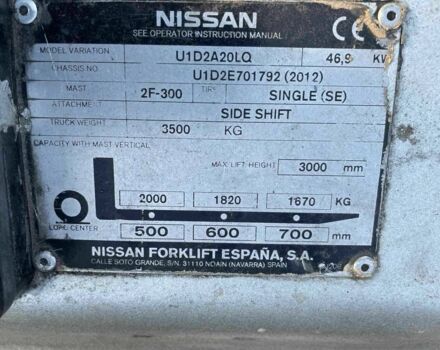 NISSAN
SEE OPERATOR INSTRUCTION MANUAL
CE
MODEL VARIATION U1D2A20LQ 46,9 KW
CHASSIS NO. U1D2E701792 (2012)
MAST 2F-300 TIRE SINGLE (SE)
ATTACHMENT SIDE SHIFT
TRUCK WEIGHT 3500 KG
CAPACITY WITH MAST VERTICAL
MAX. LIFT HEIGHT 3000 mm
2000 1820 1670 KG
LOAD CENTER 500 600 700 mm
NISSAN FORKLIFT ESPAÑA, S.A.
CALLE SOTO GRANDE, S/N. 31110 NOAIN (NAVARRA) SPAIN